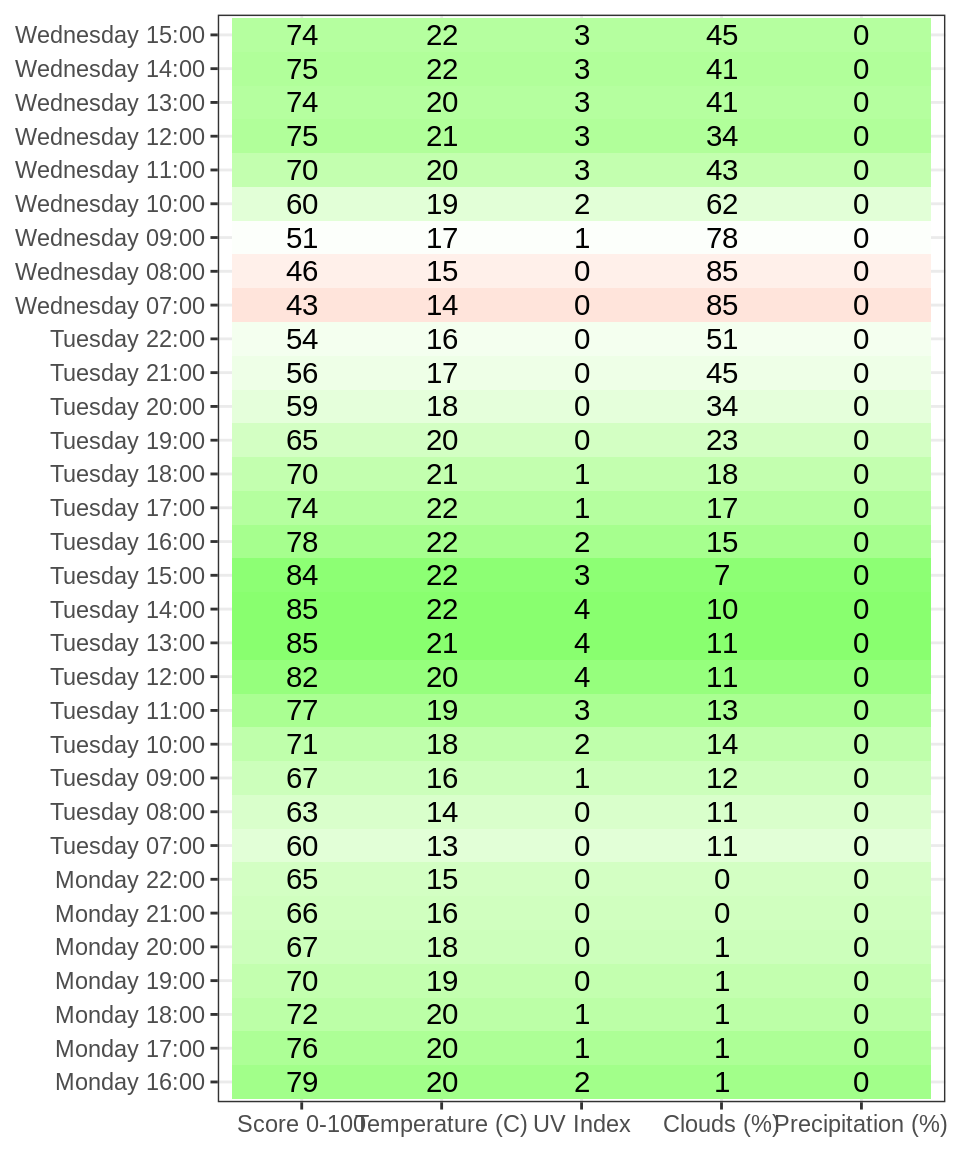 Wednesday 15:00 74 22 3 45 0
Wednesday 14:00 75 22 3 41 0
Wednesday 13:00 74 20 3 41 0
Wednesday 12:00 75 21 3 34 0
Wednesday 11:00 70 20 3 43 0
Wednesday 10:00 60 19 2 62 0
Wednesday 09:00 51 17 1 78 0
Wednesday 08:00 46 15 0 85 0
Wednesday 07:00 43 14 0 85 0
Tuesday 22:00 54 16 0 51 0
Tuesday 21:00 56 17 0 45 0
Tuesday 20:00 59 18 0 34 0
Tuesday 19:00 65 20 0 23 0
Tuesday 18:00 70 21 1 18 0
Tuesday 17:00 74 22 1 17 0
Tuesday 16:00 78 22 2 15 0
Tuesday 15:00 84 22 3 7 0
Tuesday 14:00 85 22 4 10 0
Tuesday 13:00 85 21 4 11 0
Tuesday 12:00 82 20 4 11 0
Tuesday 11:00 77 19 3 13 0
Tuesday 10:00 71 18 2 14 0
Tuesday 09:00 67 16 1 12 0
Tuesday 08:00 63 14 0 11 0
Tuesday 07:00 60 13 0 11 0
Monday 22:00 65 15 0 0 0
Monday 21:00 66 16 0 0 0
Monday 20:00 67 18 0 1 0
Monday 19:00 70 19 0 1 0
Monday 18:00 72 20 1 1 0
Monday 17:00 76 20 1 1 0
Monday 16:00 79 20 2 1 0
Score 0-100 Temperature (C) UV Index Clouds (%) Precipitation (%)